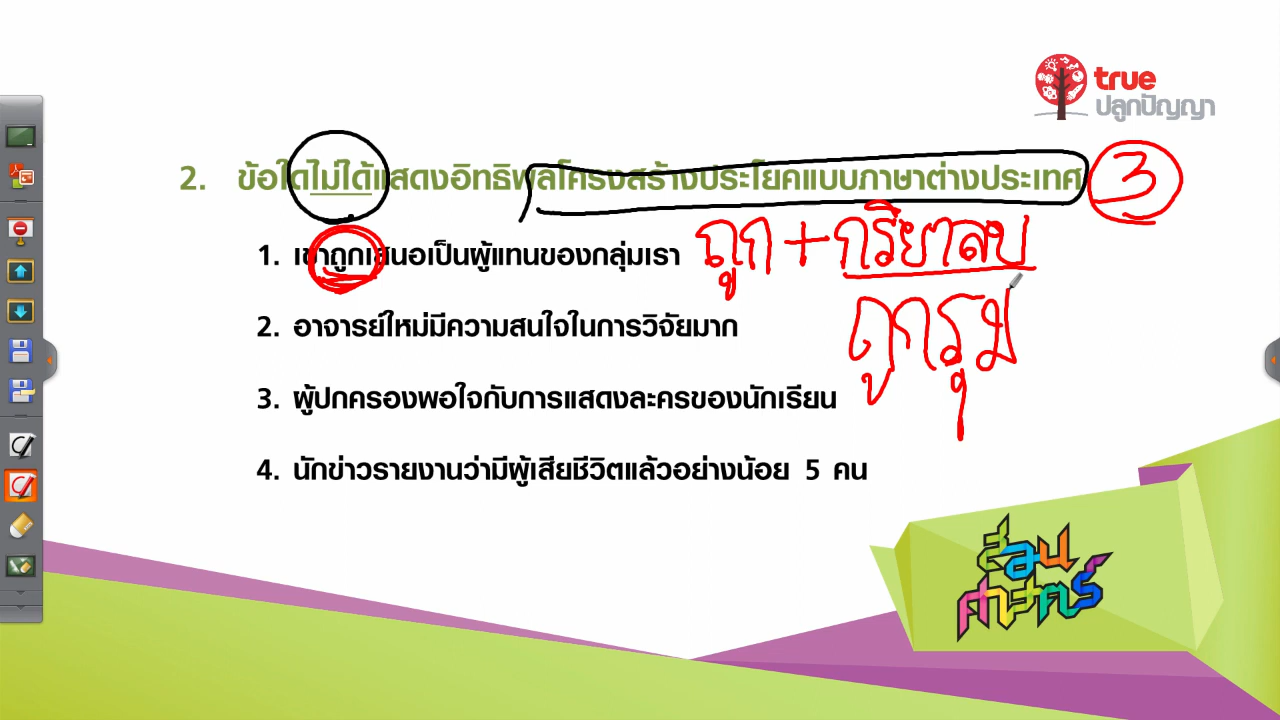 true
ปลูกปัญญา
2. ข้อใดไม่ได้แสดงอิทธิพลโครงสร้างประโยคแบบภาษาต่างประเทศ 3
1. เขาถูกเสนอเป็นผู้แทนของกลุ่มเรา ถูก + กริยาลบ
2. อาจารย์ใหม่มีความสนใจในการวิจัยมาก ถูกรุม
3. ผู้ปกครองพอใจกับการแสดงละครของนักเรียน
4. นักข่าวรายงานว่ามีผู้เสียชีวิตแล้วอย่างน้อย 5 คน
สอน
ศาสตร์